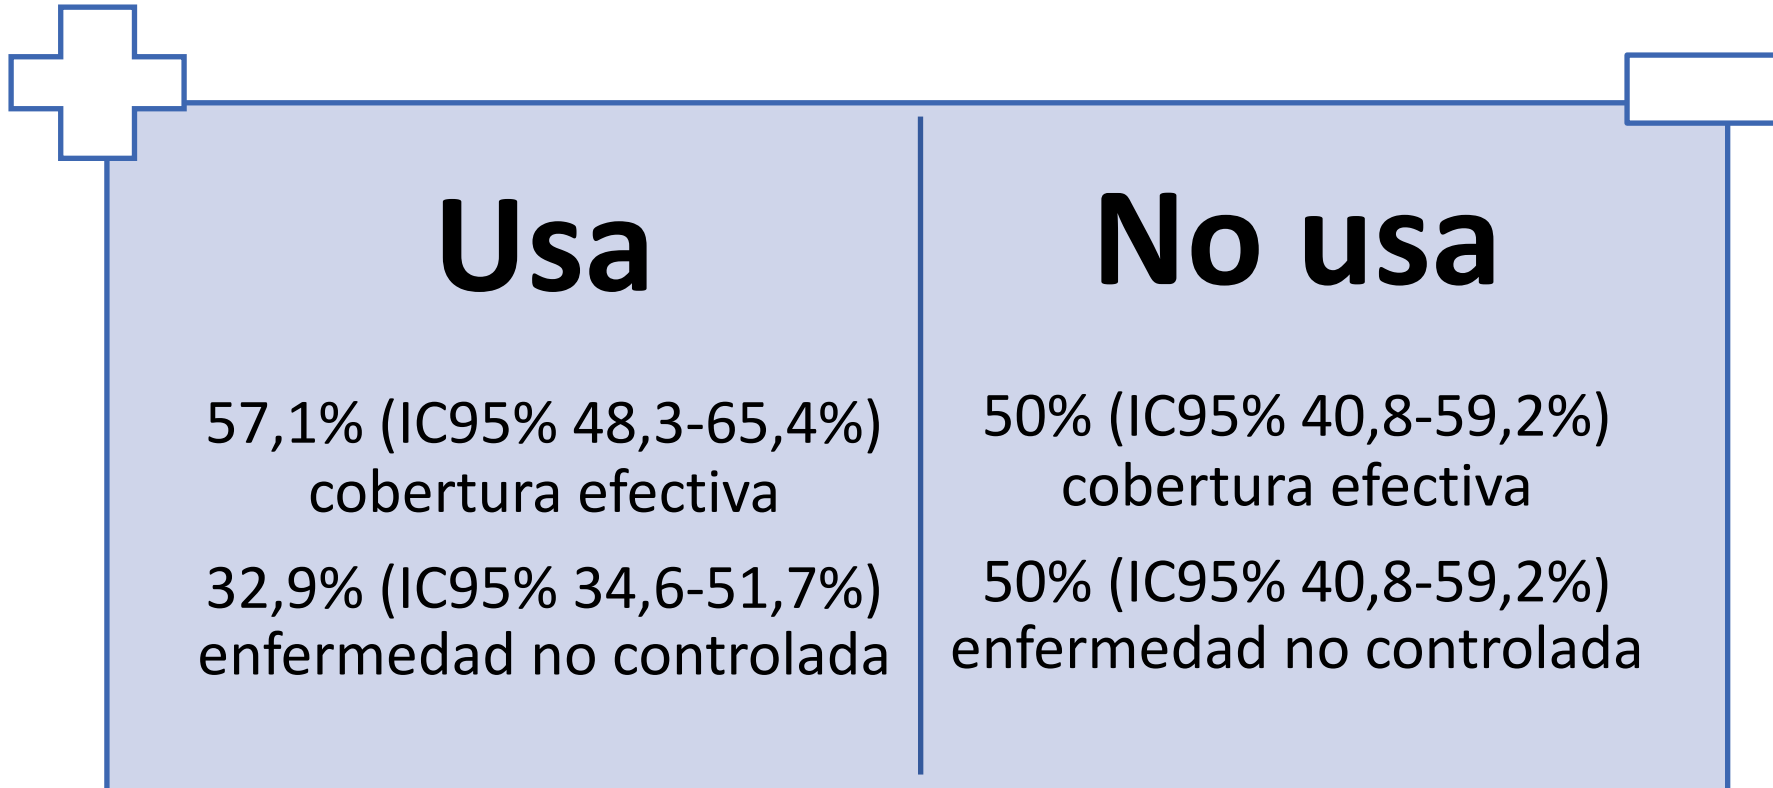 Usa
57,1% (IC95% 48,3-65,4%)
cobertura efectiva
32,9% (IC95% 34,6-51,7%)
enfermedad no controlada
No usa
50% (IC95% 40,8-59,2%)
cobertura efectiva
50% (IC95% 40,8-59,2%)
enfermedad no controlada